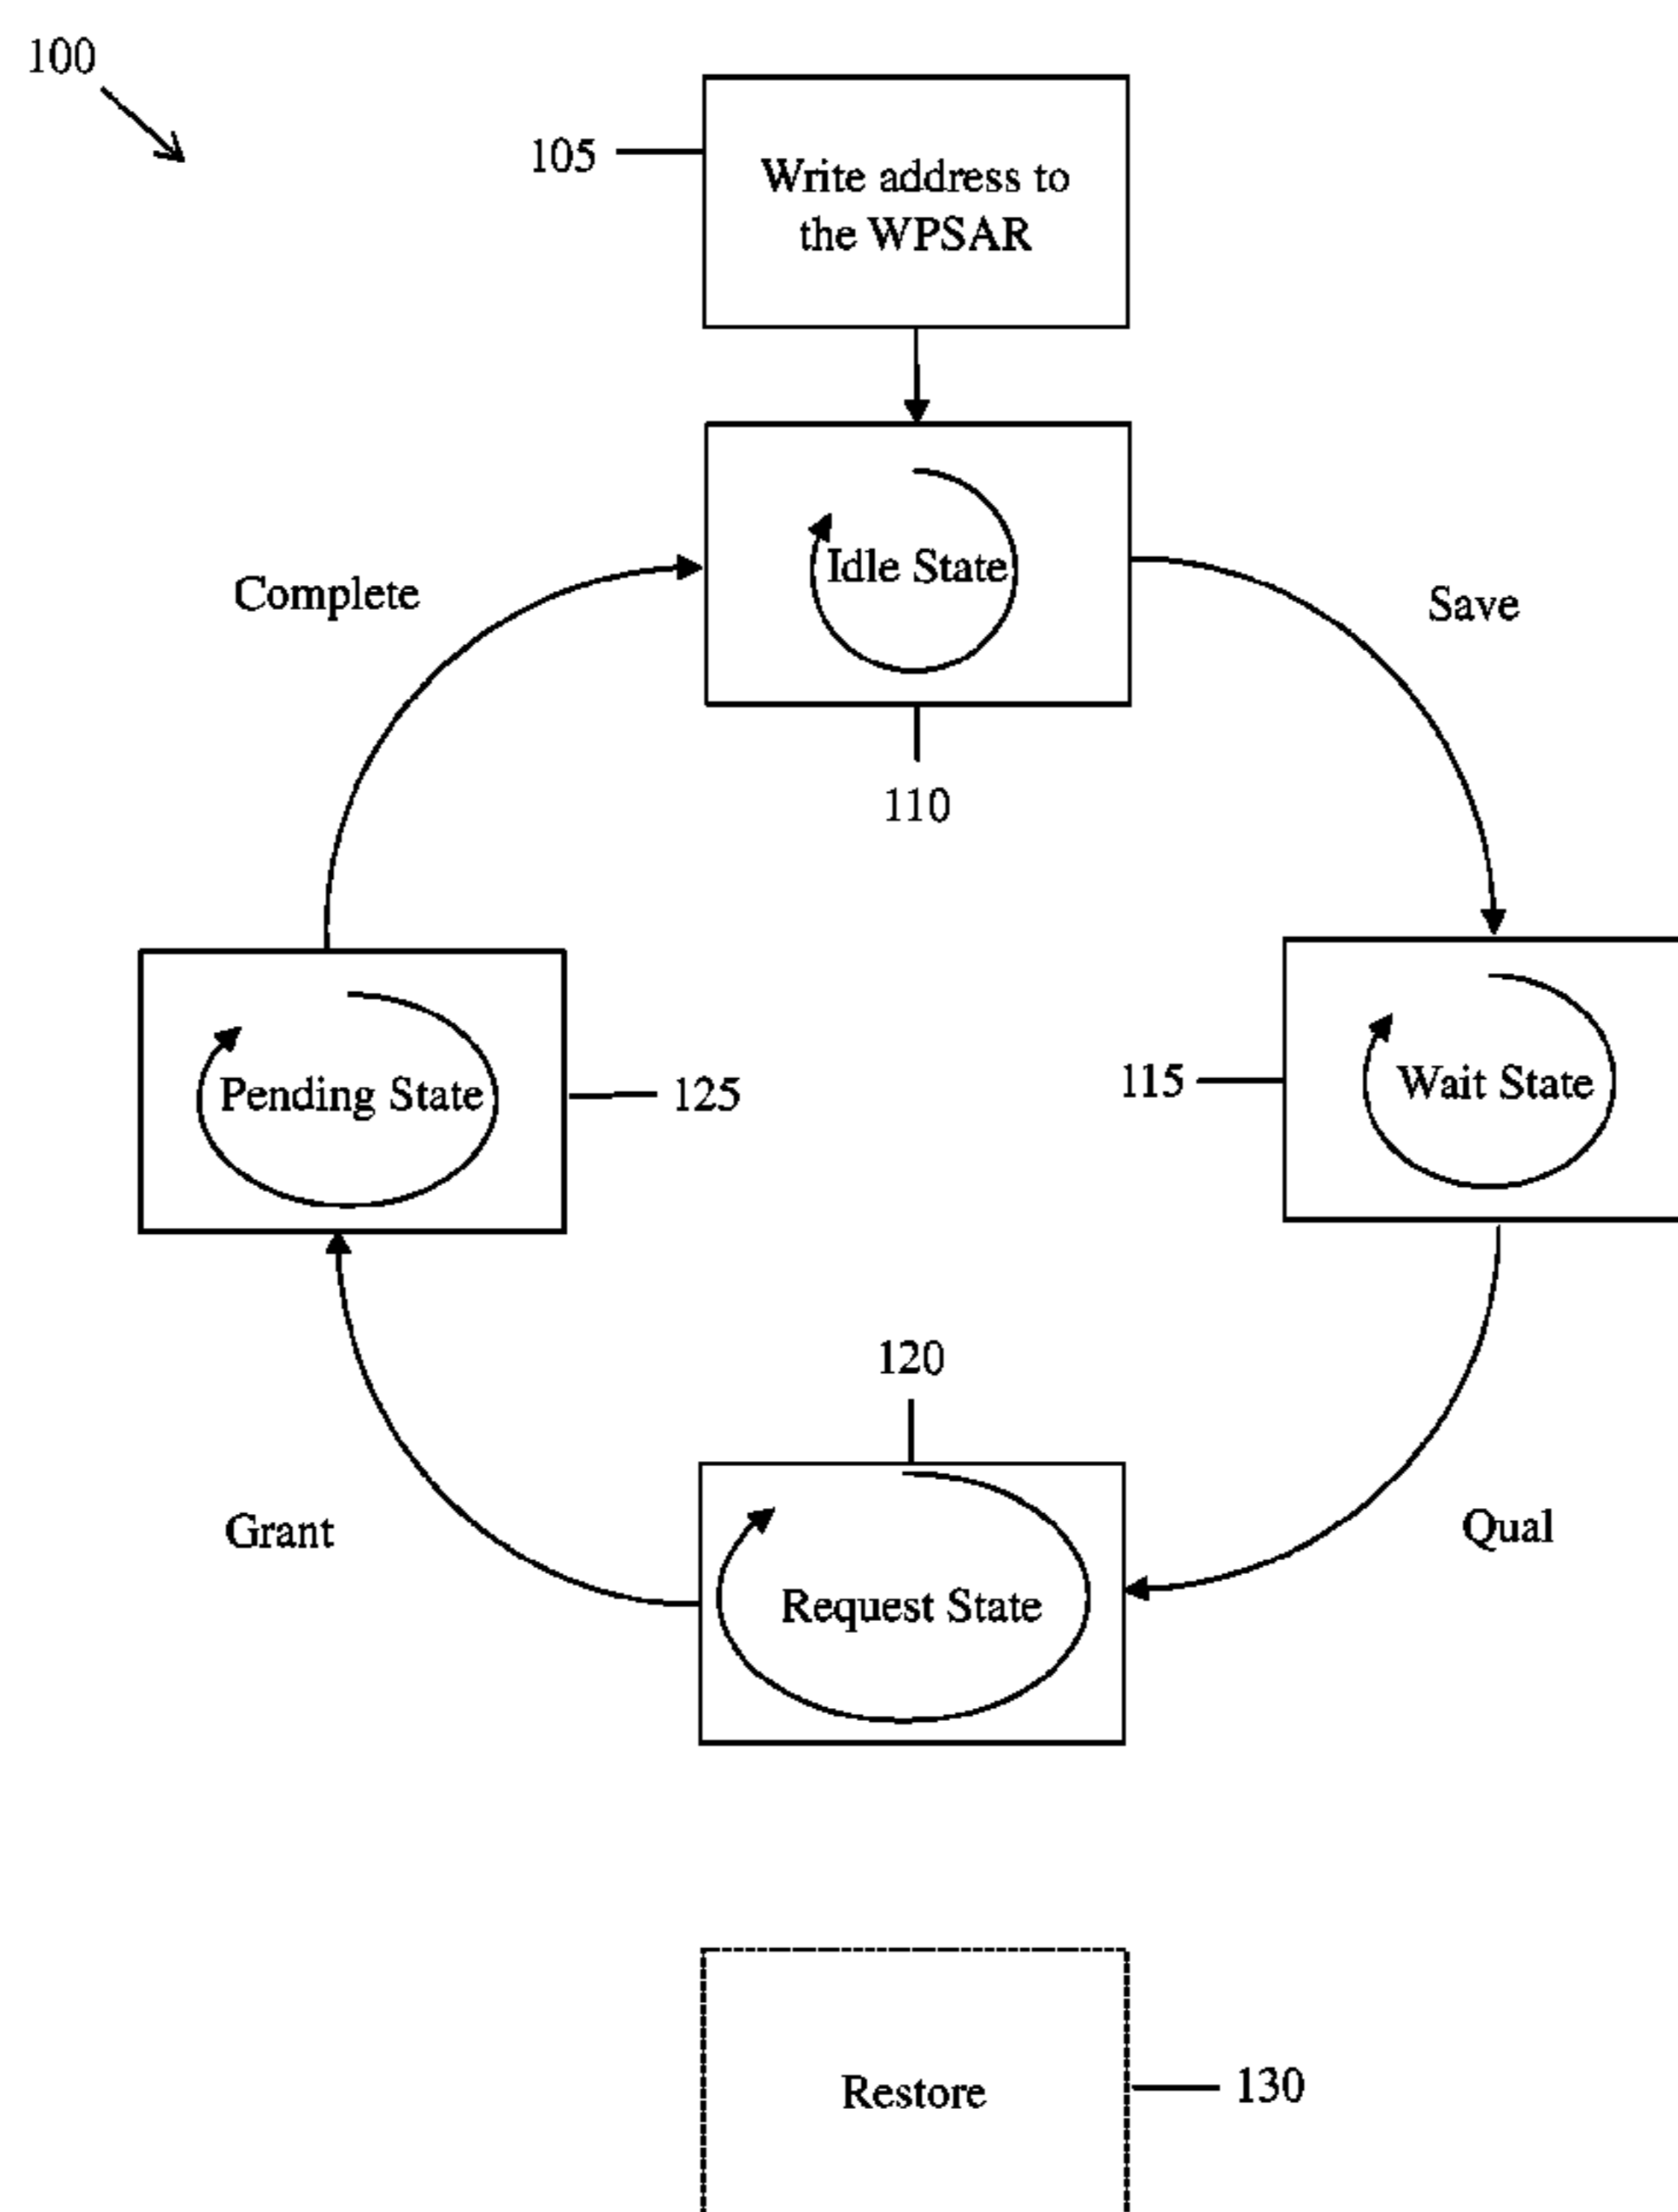 100
105
Write address to
the WPSAR
Idle State
Complete
Save
110
Pending State
125
115
Wait State
120
Grant
Qual
Request State
Restore
130